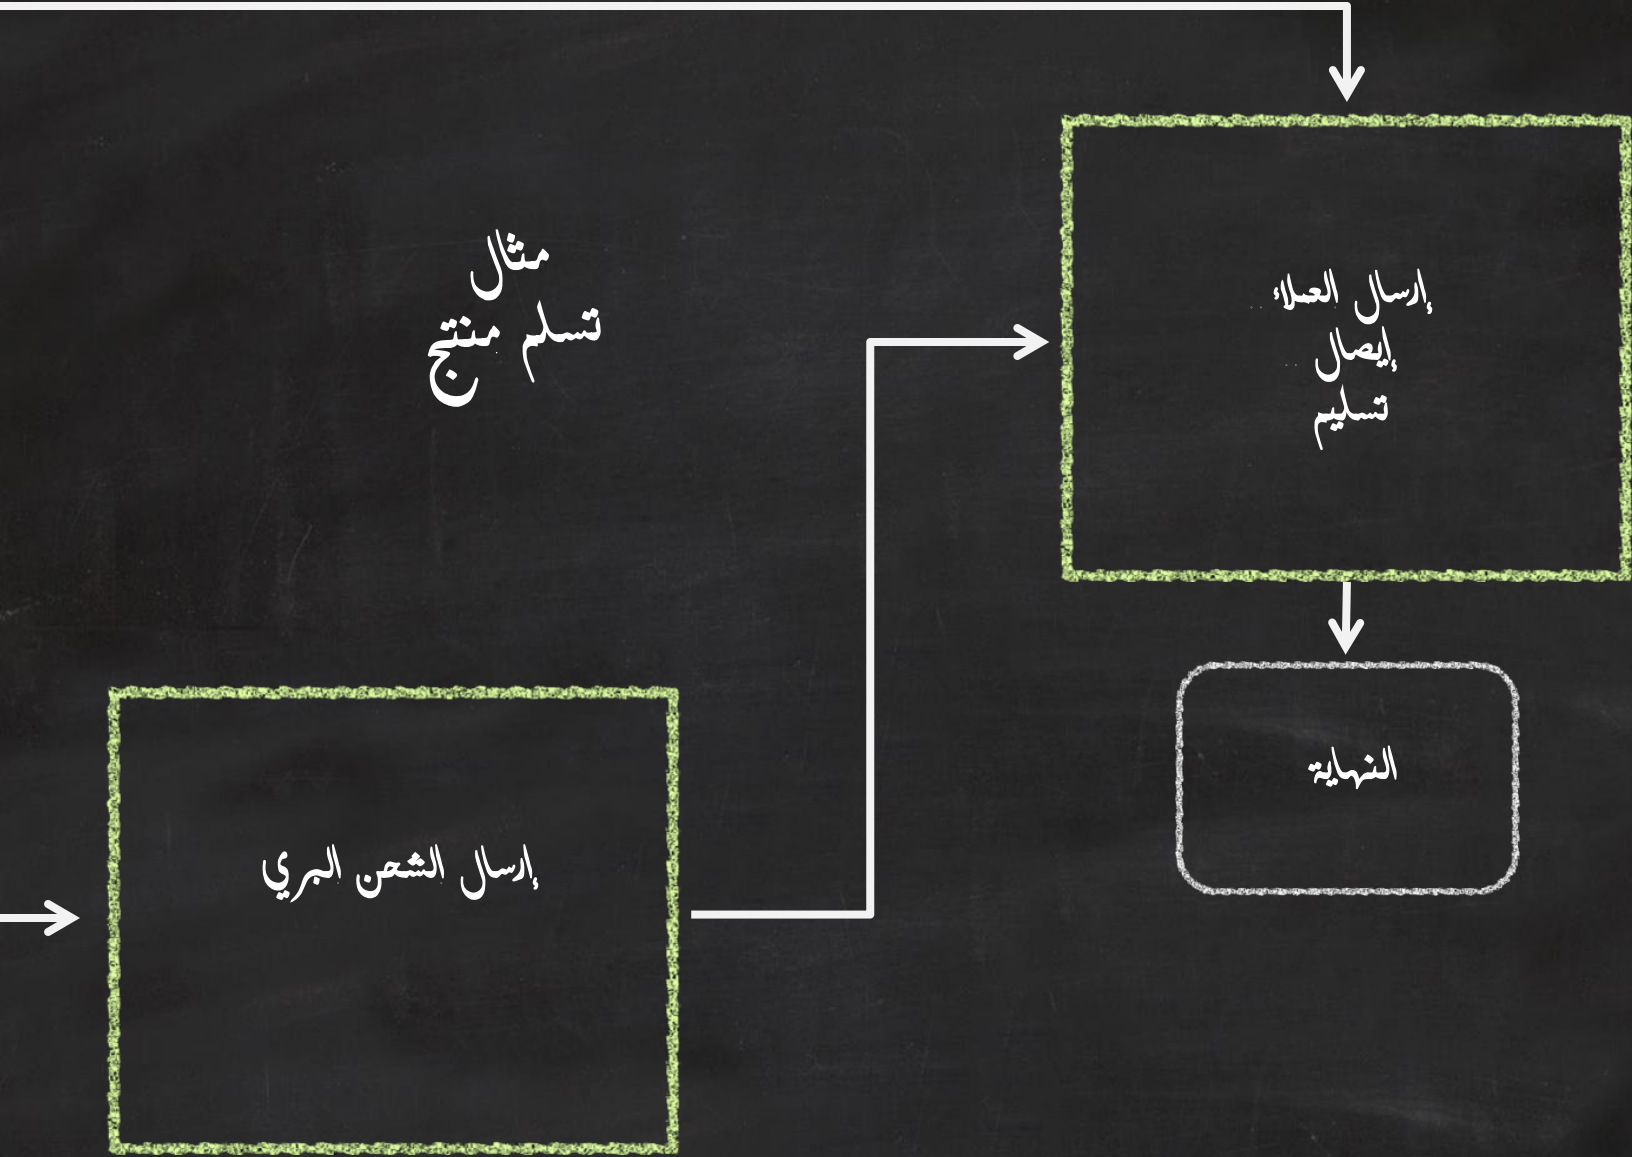 مثال
تسلم منتج
إرسال العملاء
إيصال
تسليم
النهاية
إرسال الشحن البري